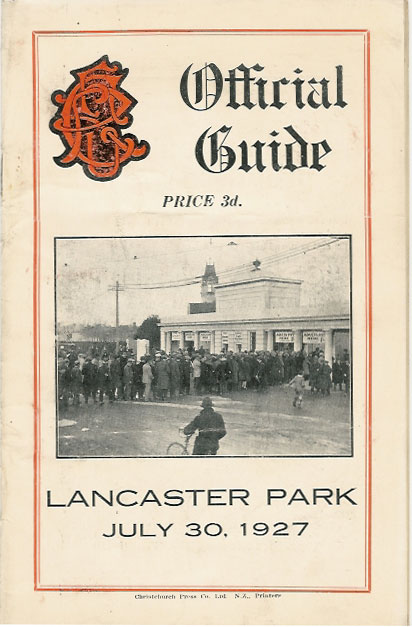 Official
Guide
PRICE 3d.
LANCASTER PARK
JULY 30, 1927
Christchurch Press Co. Ltd. N.Z., Printers